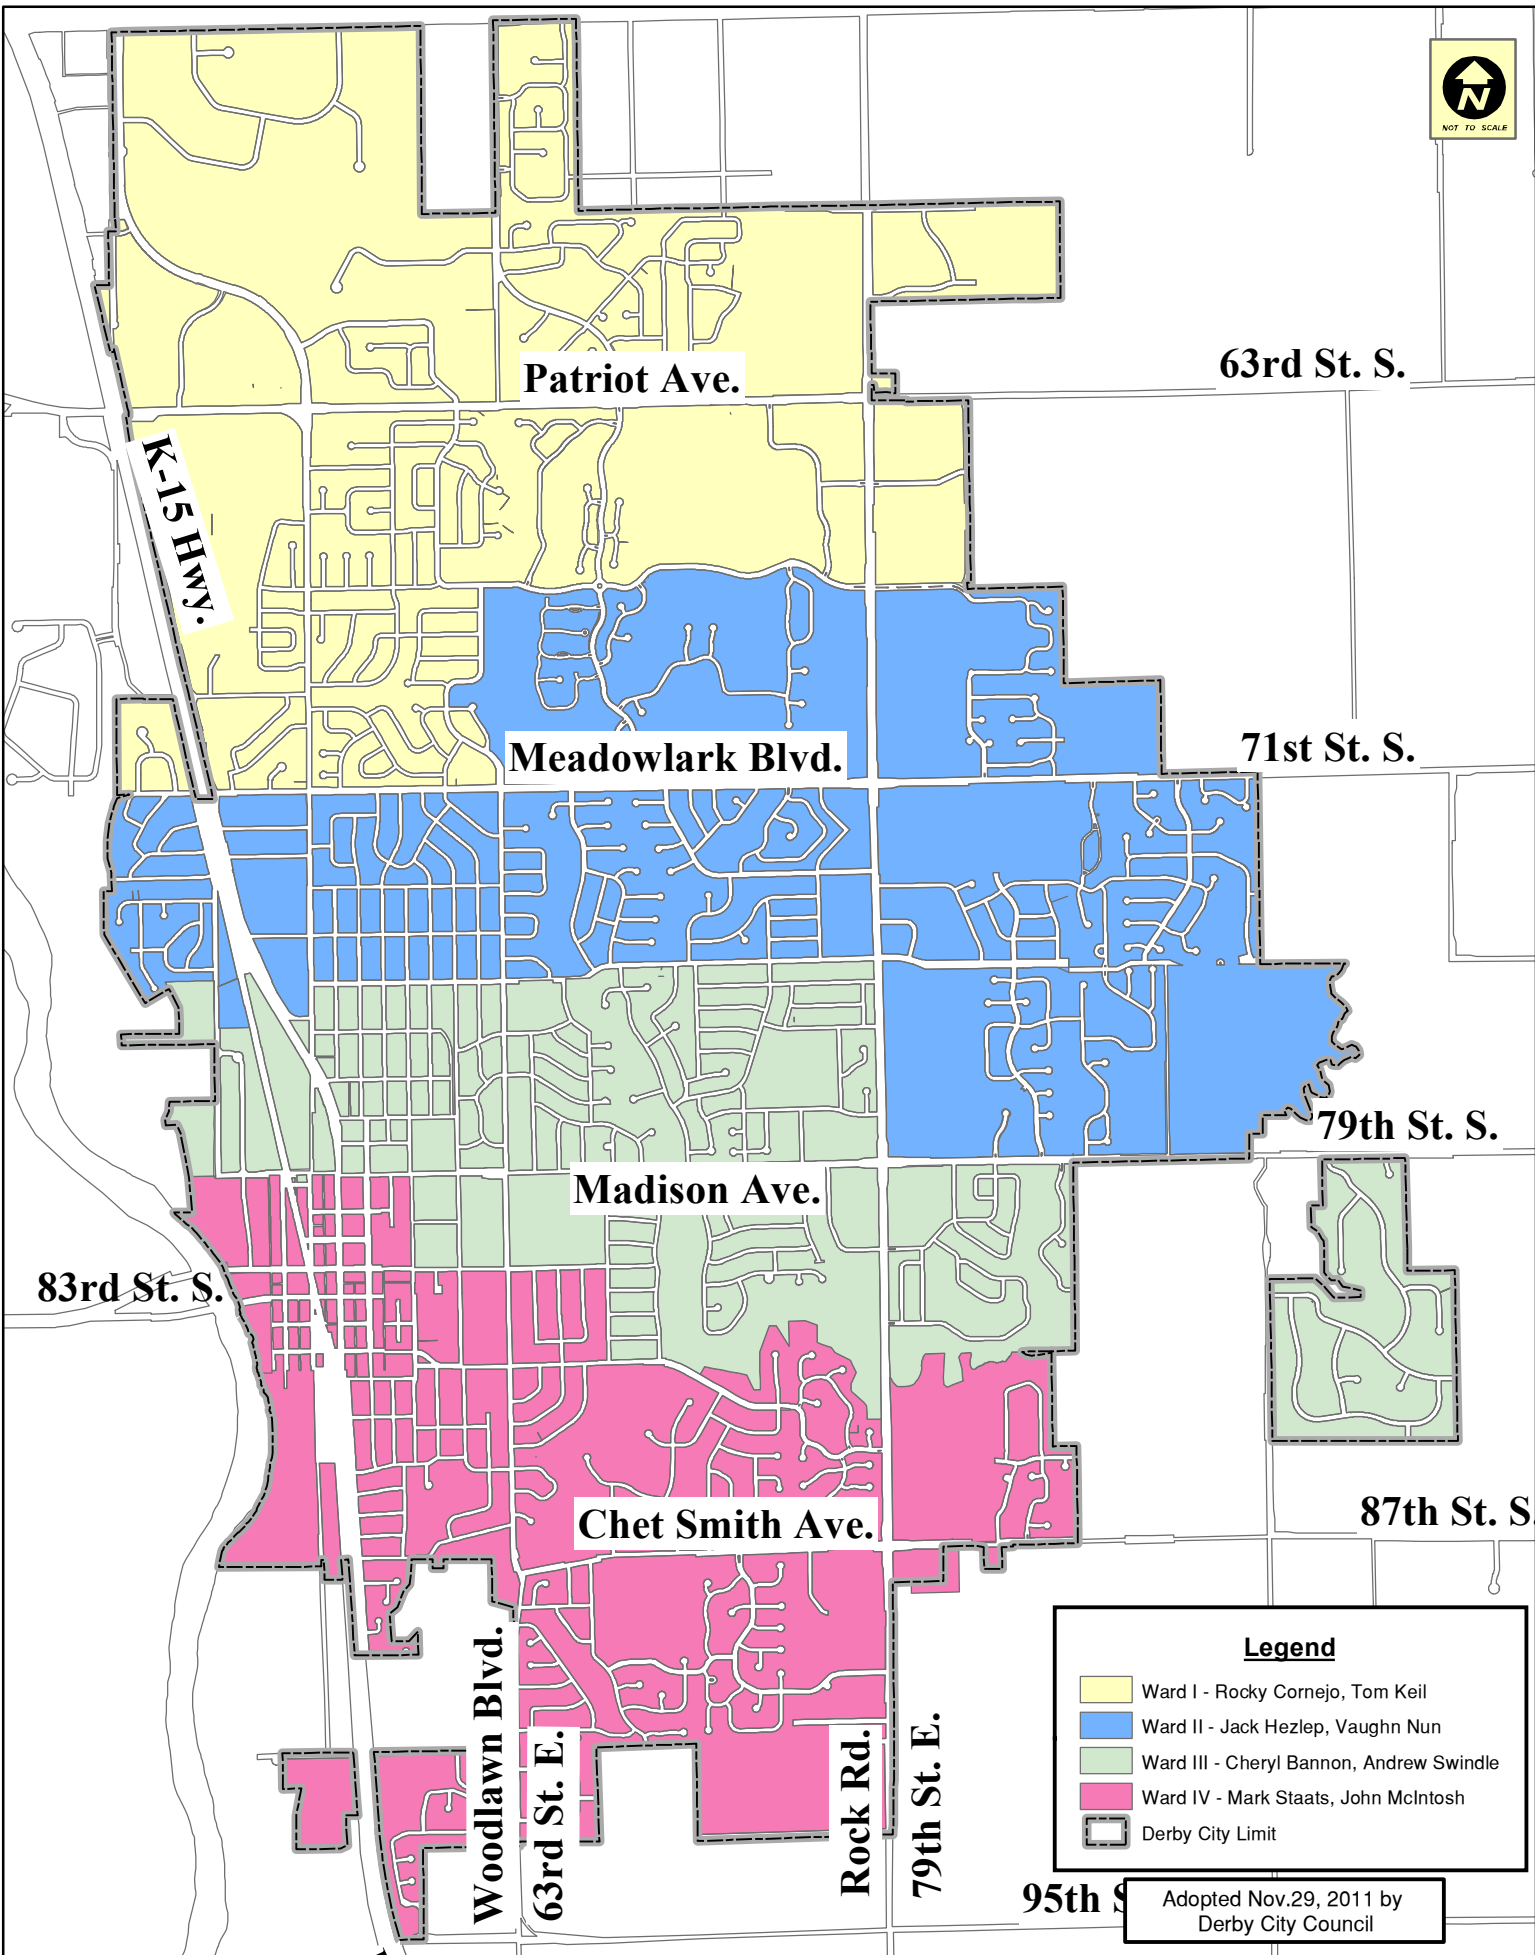 N
NOT TO SCALE
Patriot Ave.
63rd St. S.
K-15 Hwy.
Meadowlark Blvd.
71st St. S.
79th St. S.
Madison Ave.
83rd St. S.
Chet Smith Ave.
87th St. S.
Woodlawn Blvd.
63rd St. E.
Rock Rd.
79th St. E.
95th S
Legend
Ward I - Rocky Cornejo, Tom Keil
Ward II - Jack Hezlep, Vaughn Nun
Ward III - Cheryl Bannon, Andrew Swindle
Ward IV - Mark Staats, John McIntosh
Derby City Limit
Adopted Nov.29, 2011 by
Derby City Council